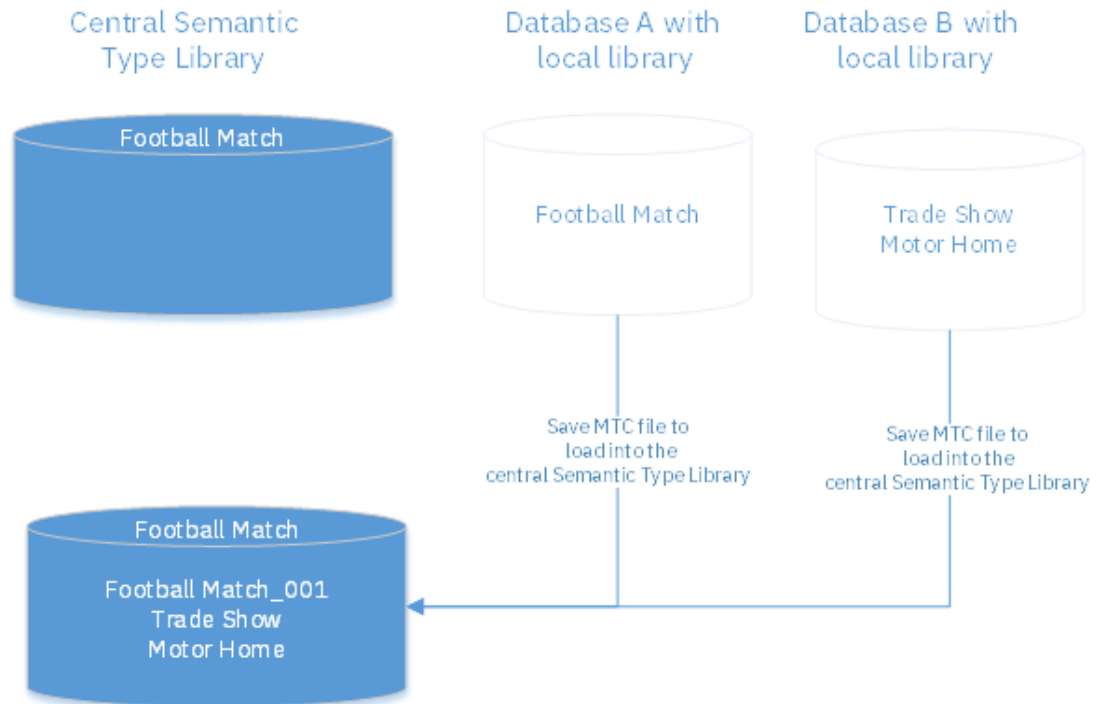 Central Semantic
Type Library
Database A with
local library
Database B with
local library
Football Match
Football Match
Trade Show
Motor Home
Save MTC file to
load into the
central Semantic Type Library
Save MTC file to
load into the
central Semantic Type Library
Football Match
Football Match_001
Trade Show
Motor Home